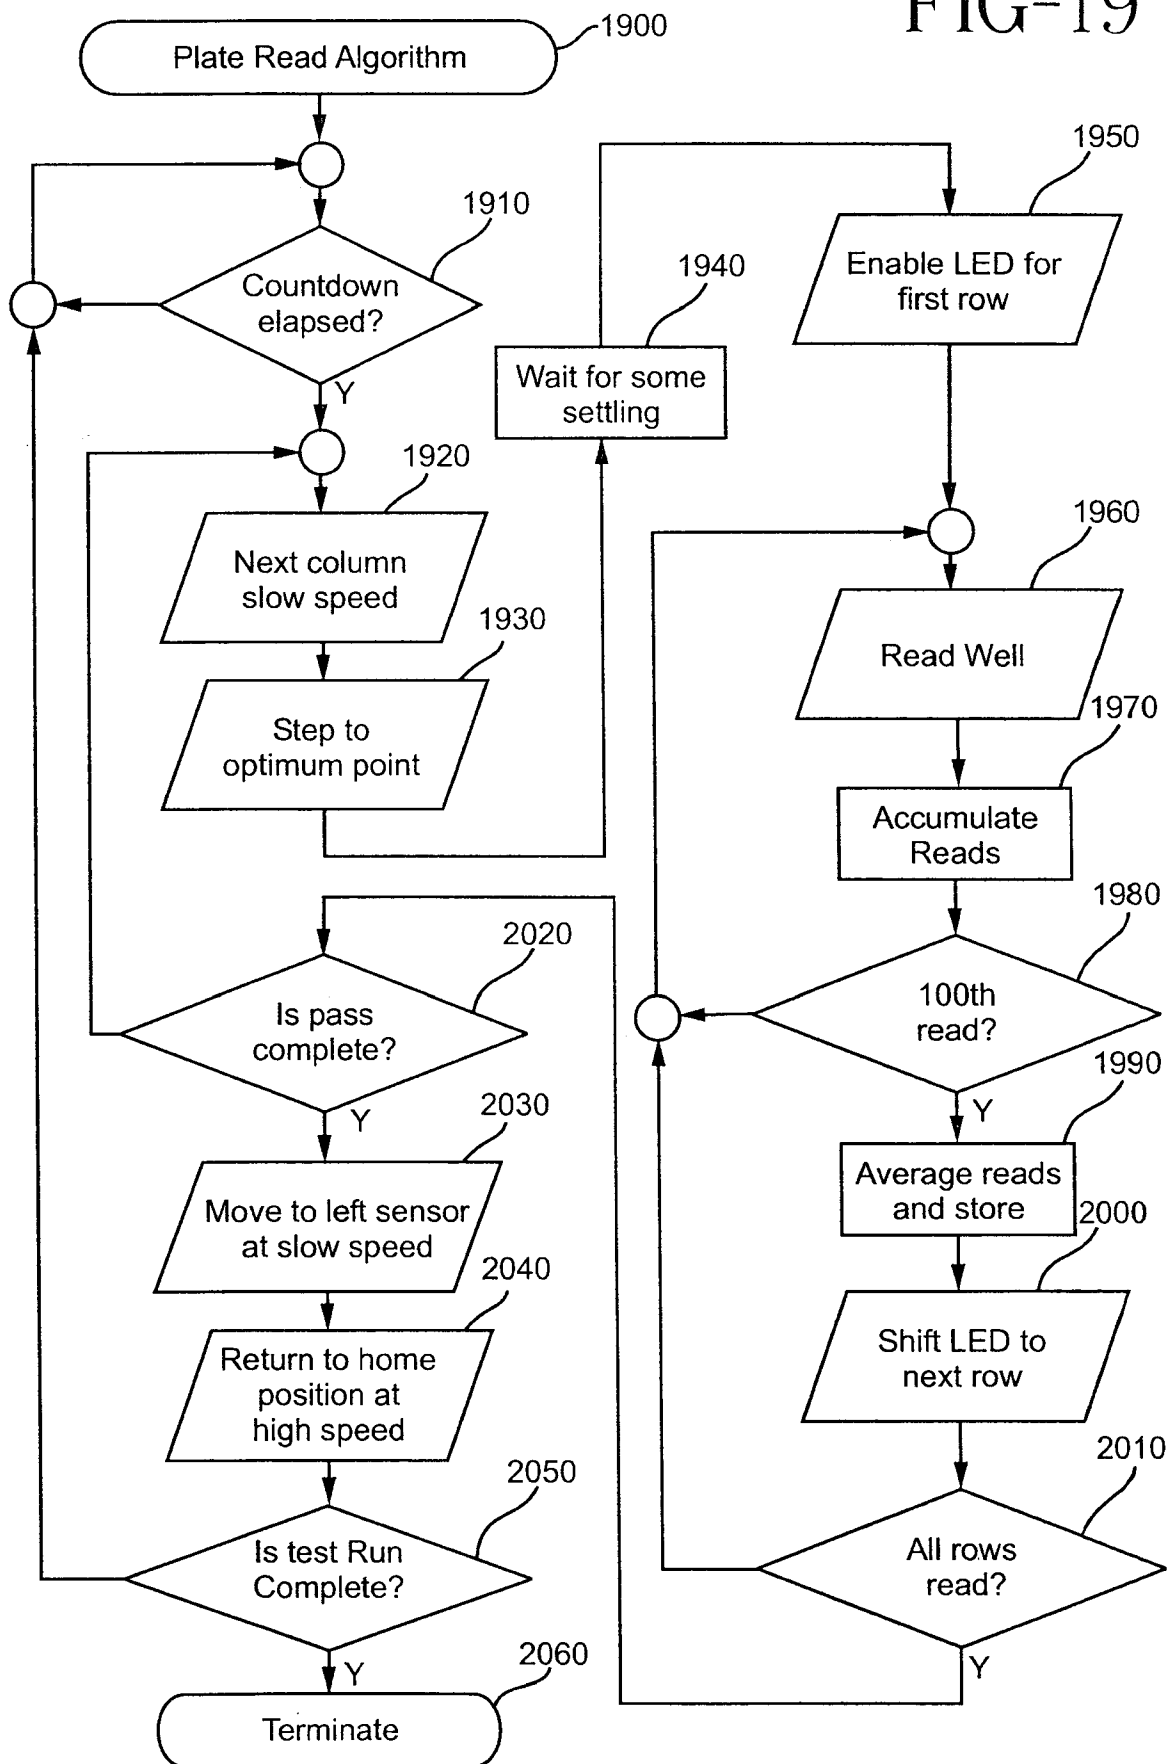 FIG-19
Plate Read Algorithm
1900
1910
Countdown
elapsed?
Y
1920
Next column
slow speed
1930
Step to
optimum point
1940
Wait for some
settling
1950
Enable LED for
first row
1960
Read Well
1970
Accumulate
Reads
1980
100th
read?
Y
1990
Average reads
and store
2000
Shift LED to
next row
2010
All rows
read?
Y
2020
Is pass
complete?
Y
2030
Move to left sensor
at slow speed
2040
Return to home
position at
high speed
2050
Is test Run
Complete?
Y
2060
Terminate